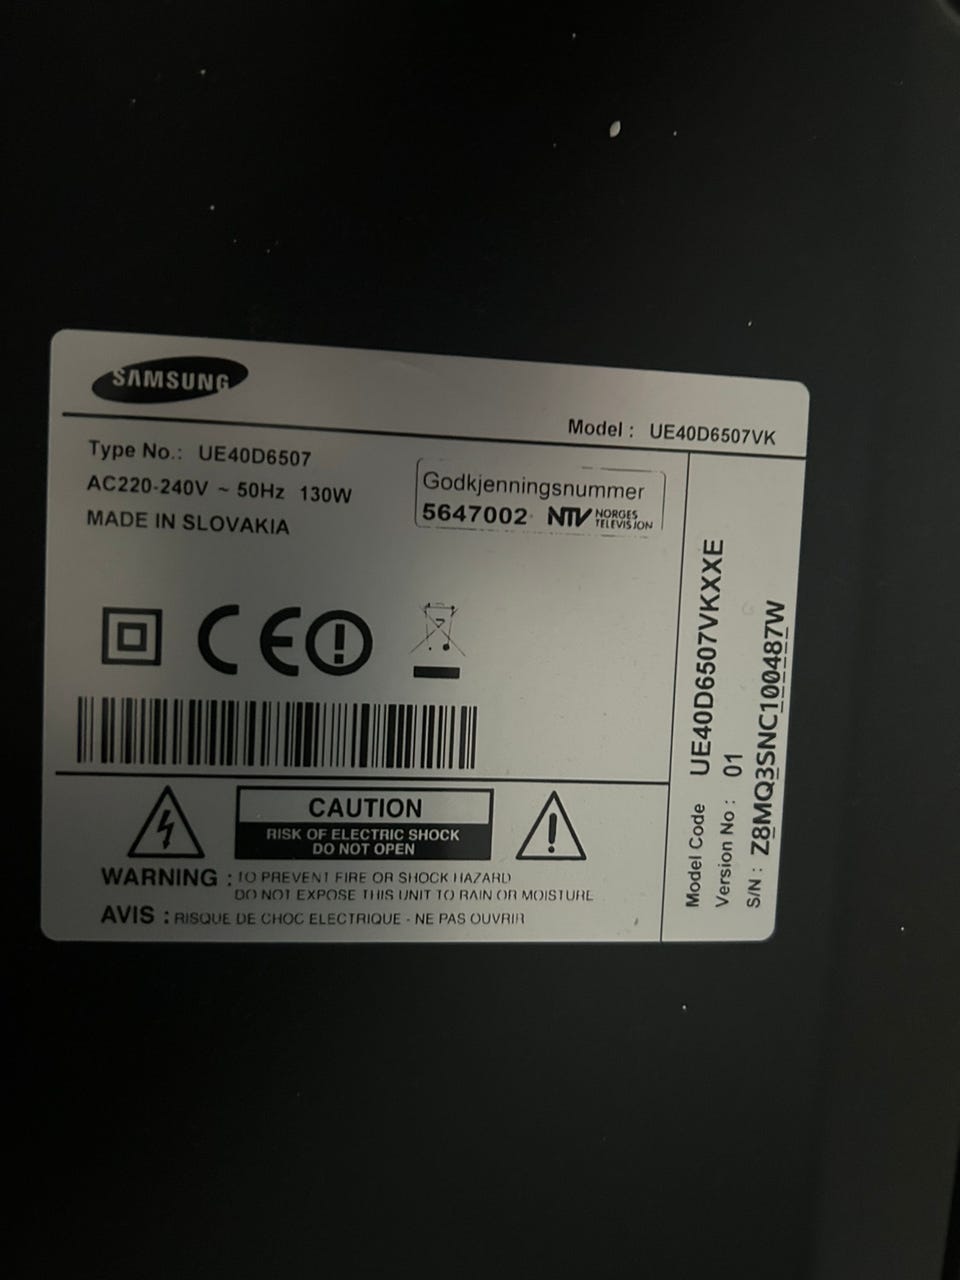 SAMSUNG
Model : UE40D6507VK
Type No.: UE40D6507
AC220-240V ~ 50Hz 130W
MADE IN SLOVAKIA
Godkjenningsnummer
5647002 NTV NORGES
TELEVISION
CE
CAUTION
RISK OF ELECTRIC SHOCK
DO NOT OPEN
WARNING : TO PREVENT FIRE OR SHOCK HAZARD
DO NOT EXPOSE THIS UNIT TO RAIN OR MOISTURE
AVIS : RISQUE DE CHOC ELECTRIQUE - NE PAS OUVRIR
Model Code UE40D6507VKXXE
Version No : 01
S/N : Z8MQ3SNC100487W